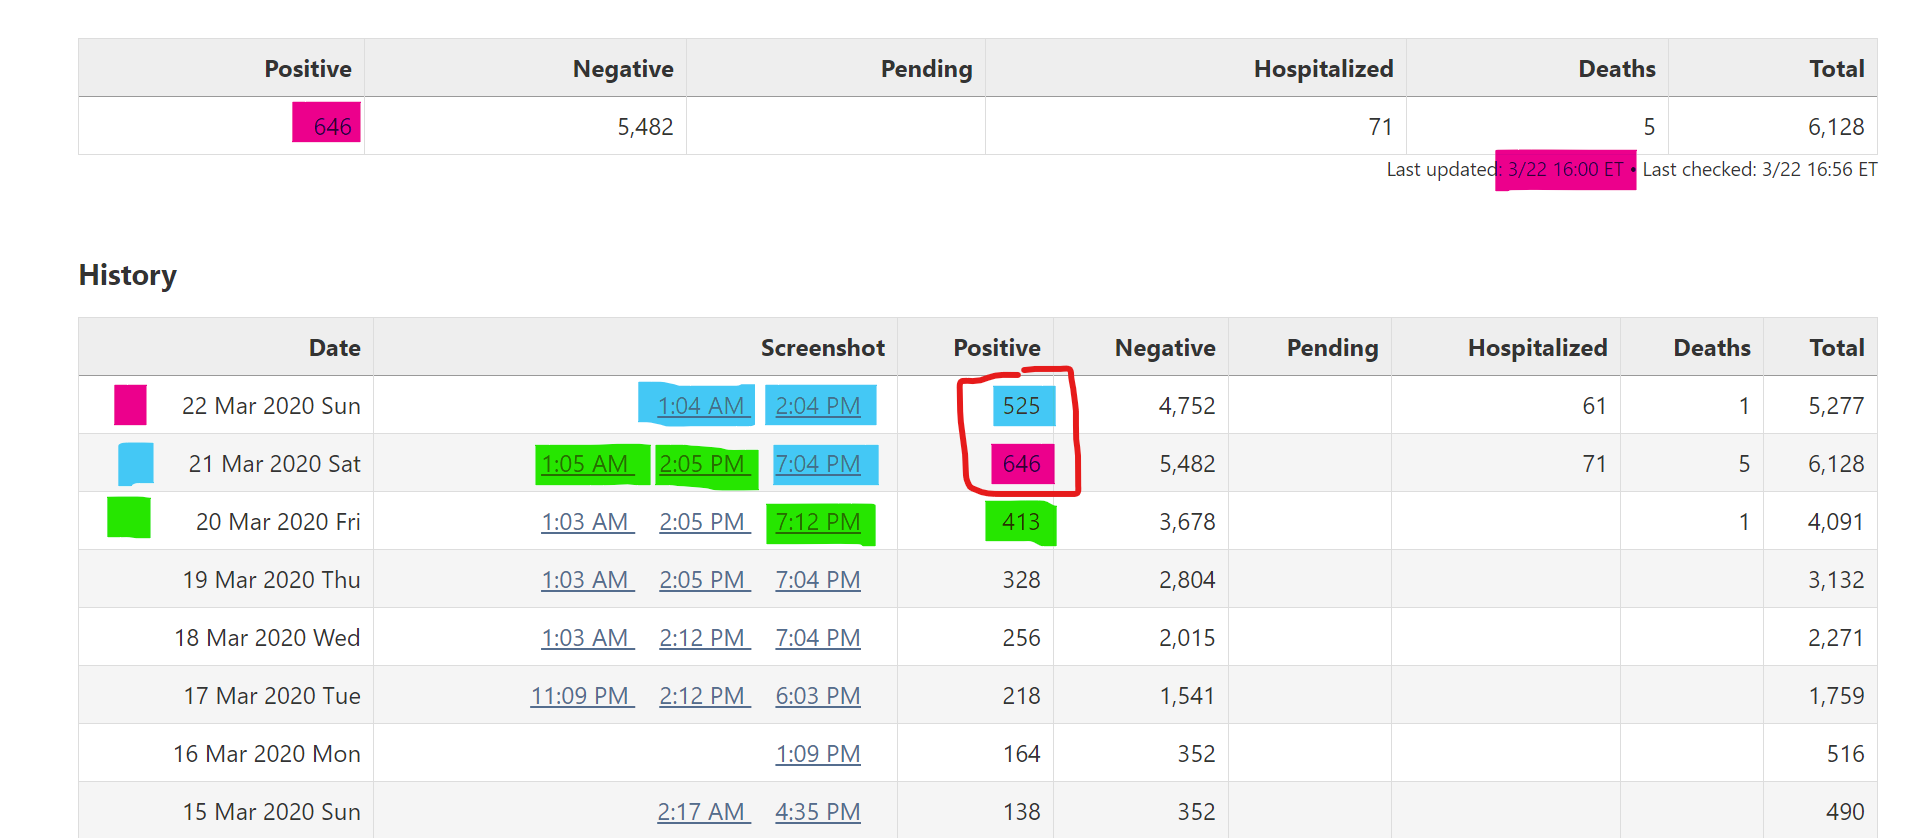 Positive Negative Pending Hospitalized Deaths Total
646 5,482 71 5 6,128
Last updated: 3/22 16:00 ET • Last checked: 3/22 16:56 ET
History
Date Screenshot Positive Negative Pending Hospitalized Deaths Total
22 Mar 2020 Sun 1:04 AM 2:04 PM 525 4,752 61 1 5,277
21 Mar 2020 Sat 1:05 AM 2:05 PM 7:04 PM 646 5,482 71 5 6,128
20 Mar 2020 Fri 1:03 AM 2:05 PM 7:12 PM 413 3,678 1 4,091
19 Mar 2020 Thu 1:03 AM 2:05 PM 7:04 PM 328 2,804 3,132
18 Mar 2020 Wed 1:03 AM 2:12 PM 7:04 PM 256 2,015 2,271
17 Mar 2020 Tue 11:09 PM 2:12 PM 6:03 PM 218 1,541 1,759
16 Mar 2020 Mon 1:09 PM 164 352 516
15 Mar 2020 Sun 2:17 AM 4:35 PM 138 352 490